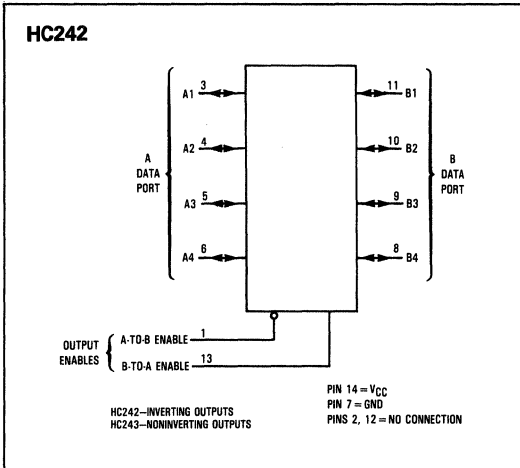 HC242
A1 3
11 B1
A2 4
10 B2
A
DATA
PORT
B
DATA
PORT
A3 5
9 B3
A4 6
8 B4
OUTPUT
ENABLES
A-TO-B ENABLE 1
B-TO-A ENABLE 13
HC242–INVERTING OUTPUTS
HC243–NONINVERTING OUTPUTS
PIN 14 = VCC
PIN 7 = GND
PINS 2, 12 = NO CONNECTION